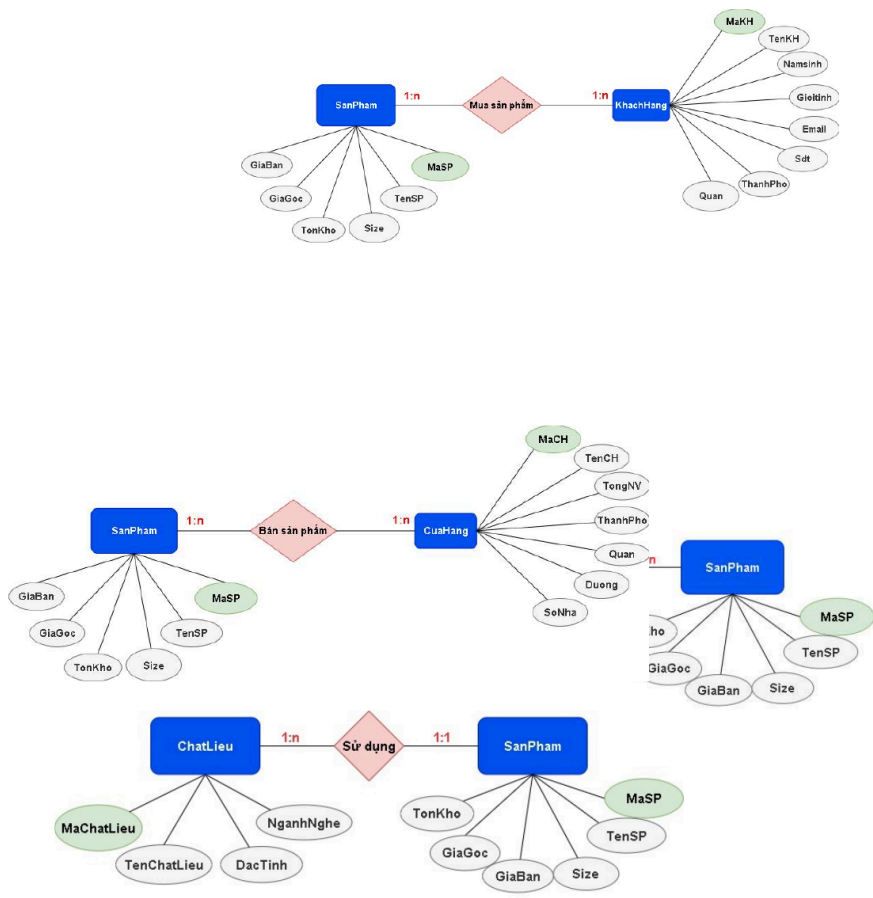 MaKH
TenKH
Namsinh
Gioitinh
Email
Sdt
ThanhPho
Quan
SanPham
1:n
Mua sản phẩm
1:n
KhachHang
GiaBan
GiaGoc
TonKho
Size
TenSP
MaSP
MaCH
TenCH
TongNV
ThanhPho
Quan
Duong
SoNha
SanPham
1:n
Bán sản phẩm
1:n
CuaHang
GiaBan
GiaGoc
TonKho
Size
TenSP
MaSP
SanPham
MaSP
TenSP
Size
GiaBan
GiaGoc
ChatLieu
1:n
Sử dụng
1:1
SanPham
MaChatLieu
TenChatLieu
DacTinh
NganhNghe
TonKho
GiaGoc
GiaBan
Size
TenSP
MaSP